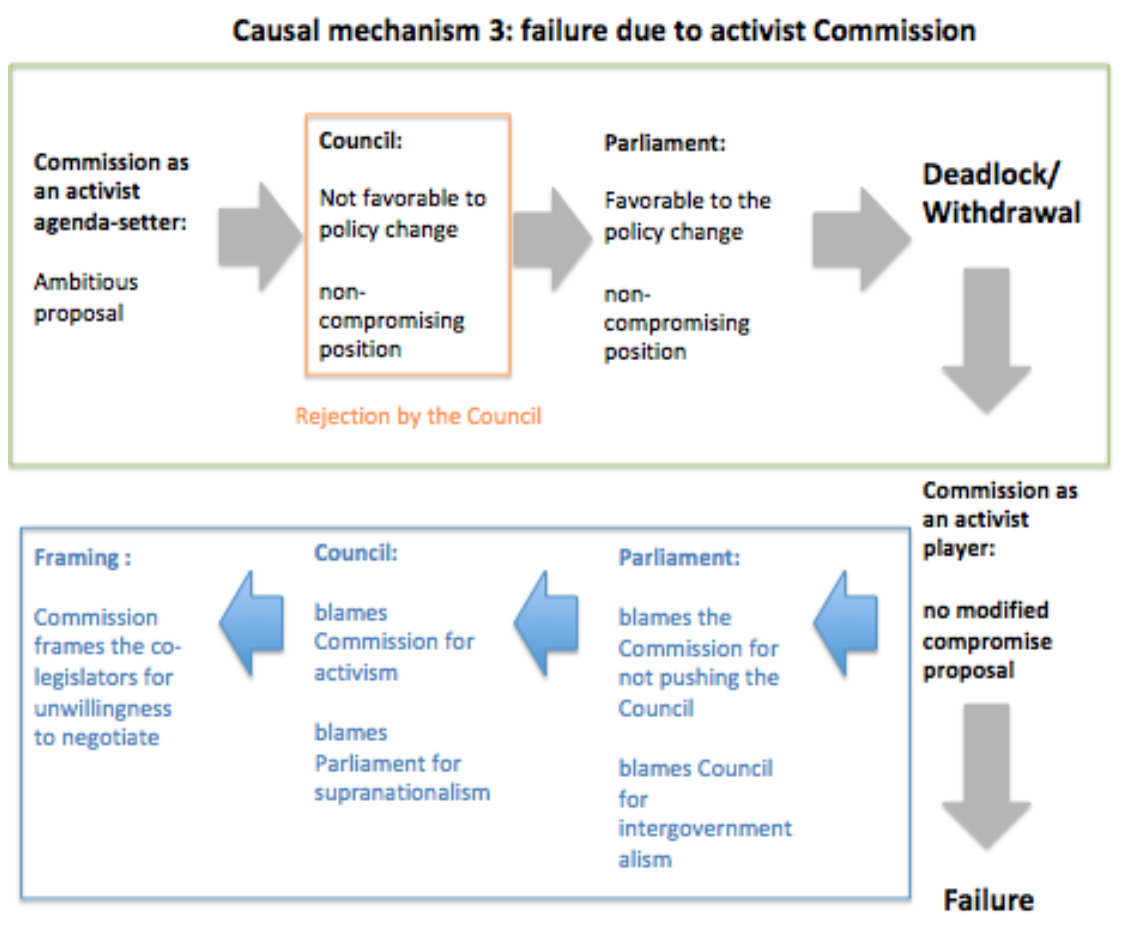 Causal mechanism 3: failure due to activist Commission
Commission as
an activist
agenda-setter:
Ambitious
proposal
Council:
Not favorable to
policy change
non-
compromising
position
Rejection by the Council
Parliament:
Favorable to the
policy change
non-
compromising
position
Deadlock/
Withdrawal
Commission as
an activist
player:
no modified
compromise
proposal
Failure
Parliament:
blames the
Commission for
not pushing the
Council
blames Council
for
intergovernment
alism
Council:
blames
Commission for
activism
blames
Parliament for
supranationalism
Framing :
Commission
frames the co-
legislators for
unwillingness
to negotiate